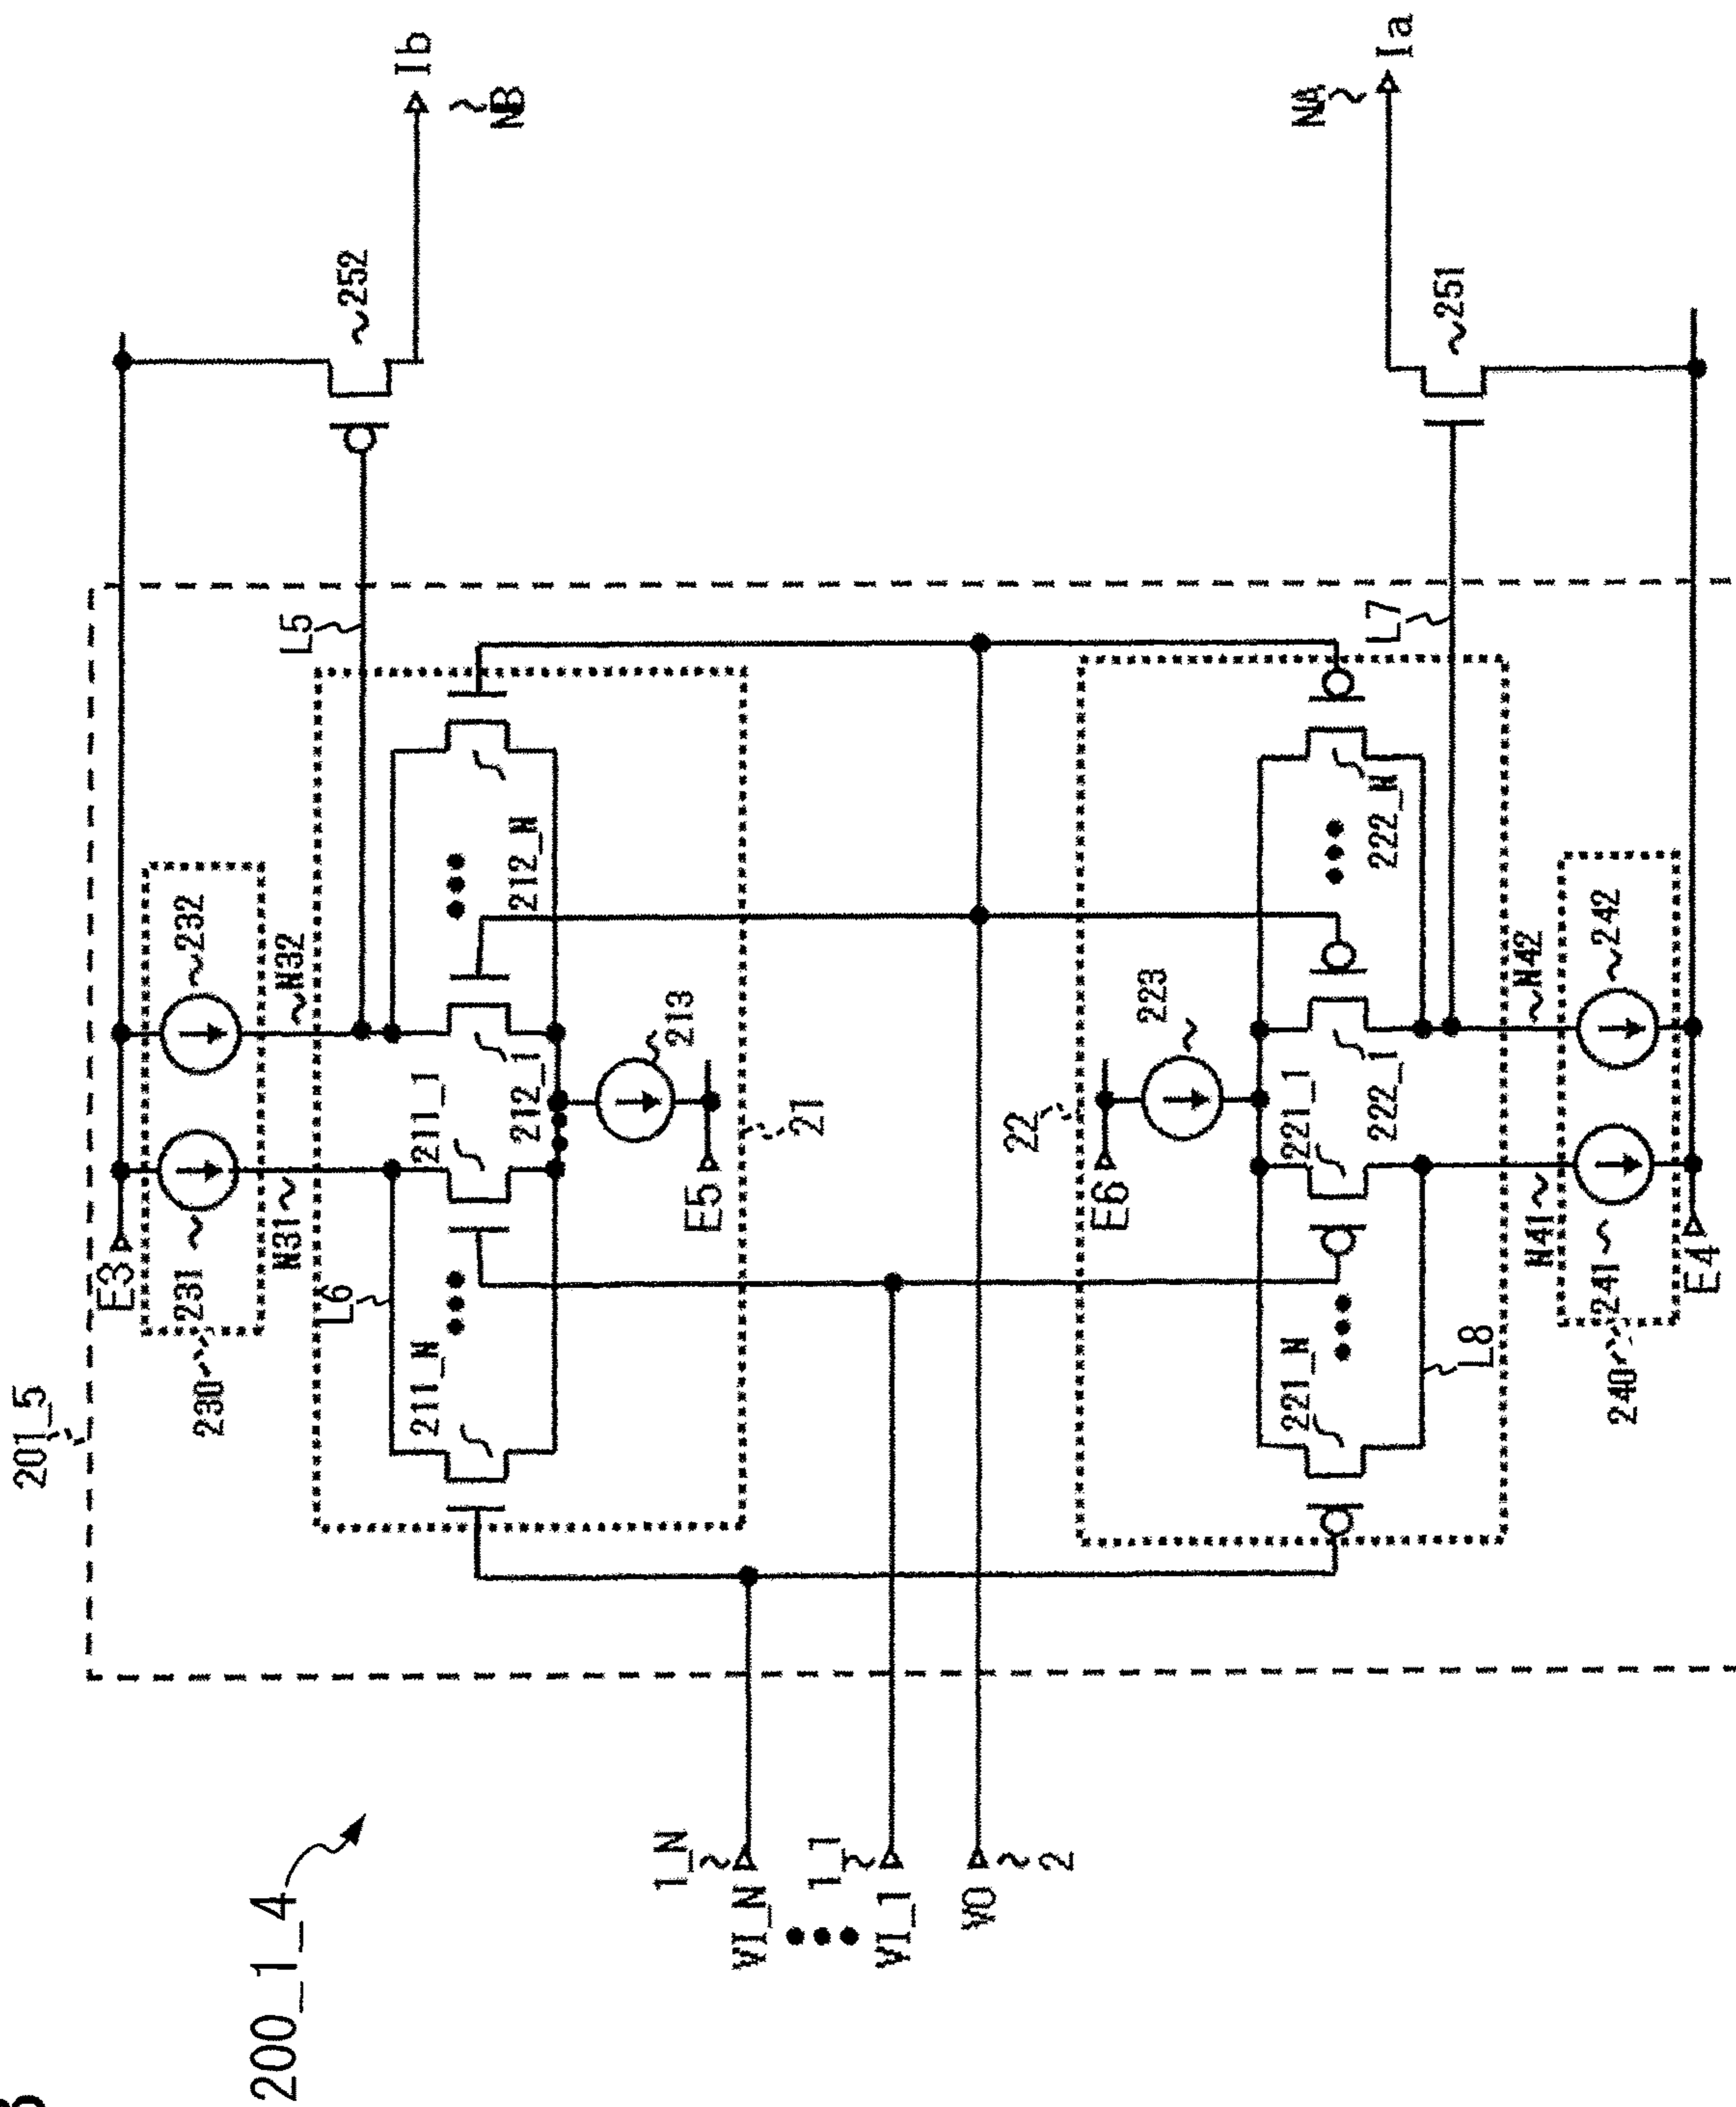 200_1_4
201_5
E3
230
231
232
N31
N32
L5
L6
252
Ib
NB
211_N
211_1
212_1
212_N
213
E5
21
VI_N
1_N
VI_1
1_1
VO
2
22
E6
223
221_N
221_1
222_1
222_N
L7
L8
N41
N42
240
241
242
E4
251
NA
Ia